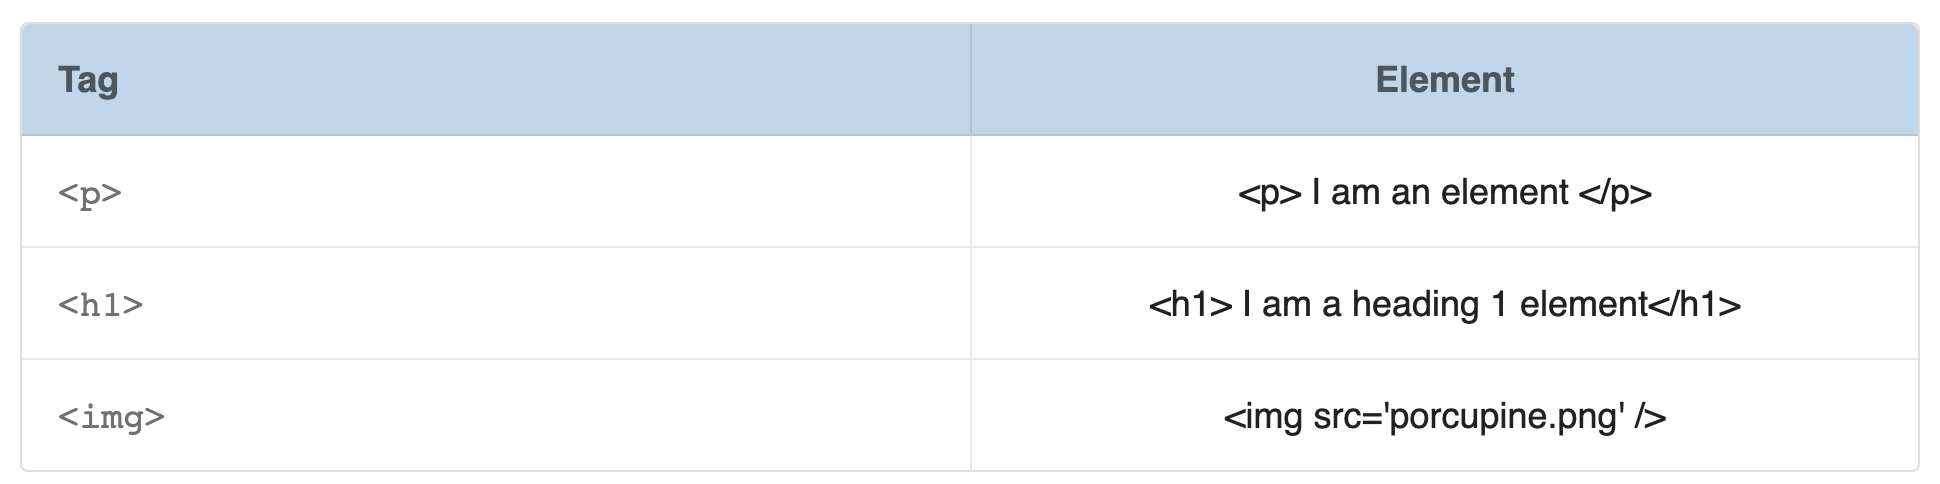 Tag Element
<p> <p> I am an element </p>
<h1> <h1> I am a heading 1 element</h1>
<img> <img src='porcupine.png' />